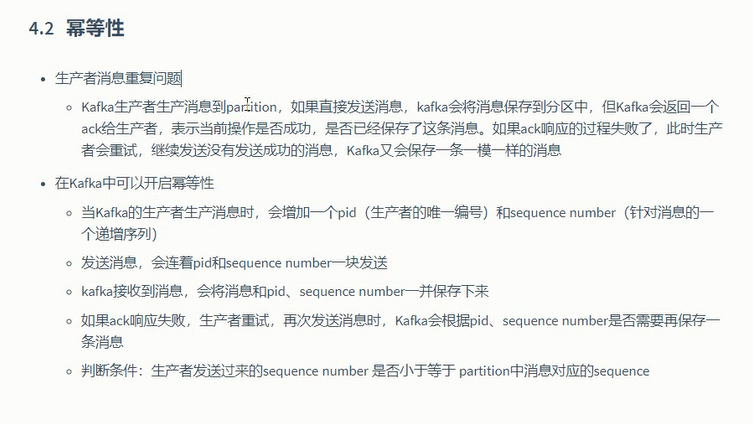 4.2 幂等性
生产者消息重复问题
Kafka生产者生产消息到partition，如果直接发送消息，kafka会将消息保存到分区中，但Kafka会返回一个
ack给生产者，表示当前操作是否成功，是否已经保存了这条消息。如果ack响应的过程失败了，此时生产
者会重试，继续发送没有发送成功的消息，Kafka又会保存一条一模一样的消息
在Kafka中可以开启幂等性
当Kafka的生产者生产消息时，会增加一个pid（生产者的唯一编号）和sequence number（针对消息的一
个递增序列）
发送消息，会连着pid和sequence number一块发送
kafka接收到消息，会将消息和pid、sequence number一并保存下来
如果ack响应失败，生产者重试，再次发送消息时，Kafka会根据pid、sequence number是否需要再保存一
条消息
判断条件：生产者发送过来的sequence number 是否小于等于 partition中消息对应的sequence